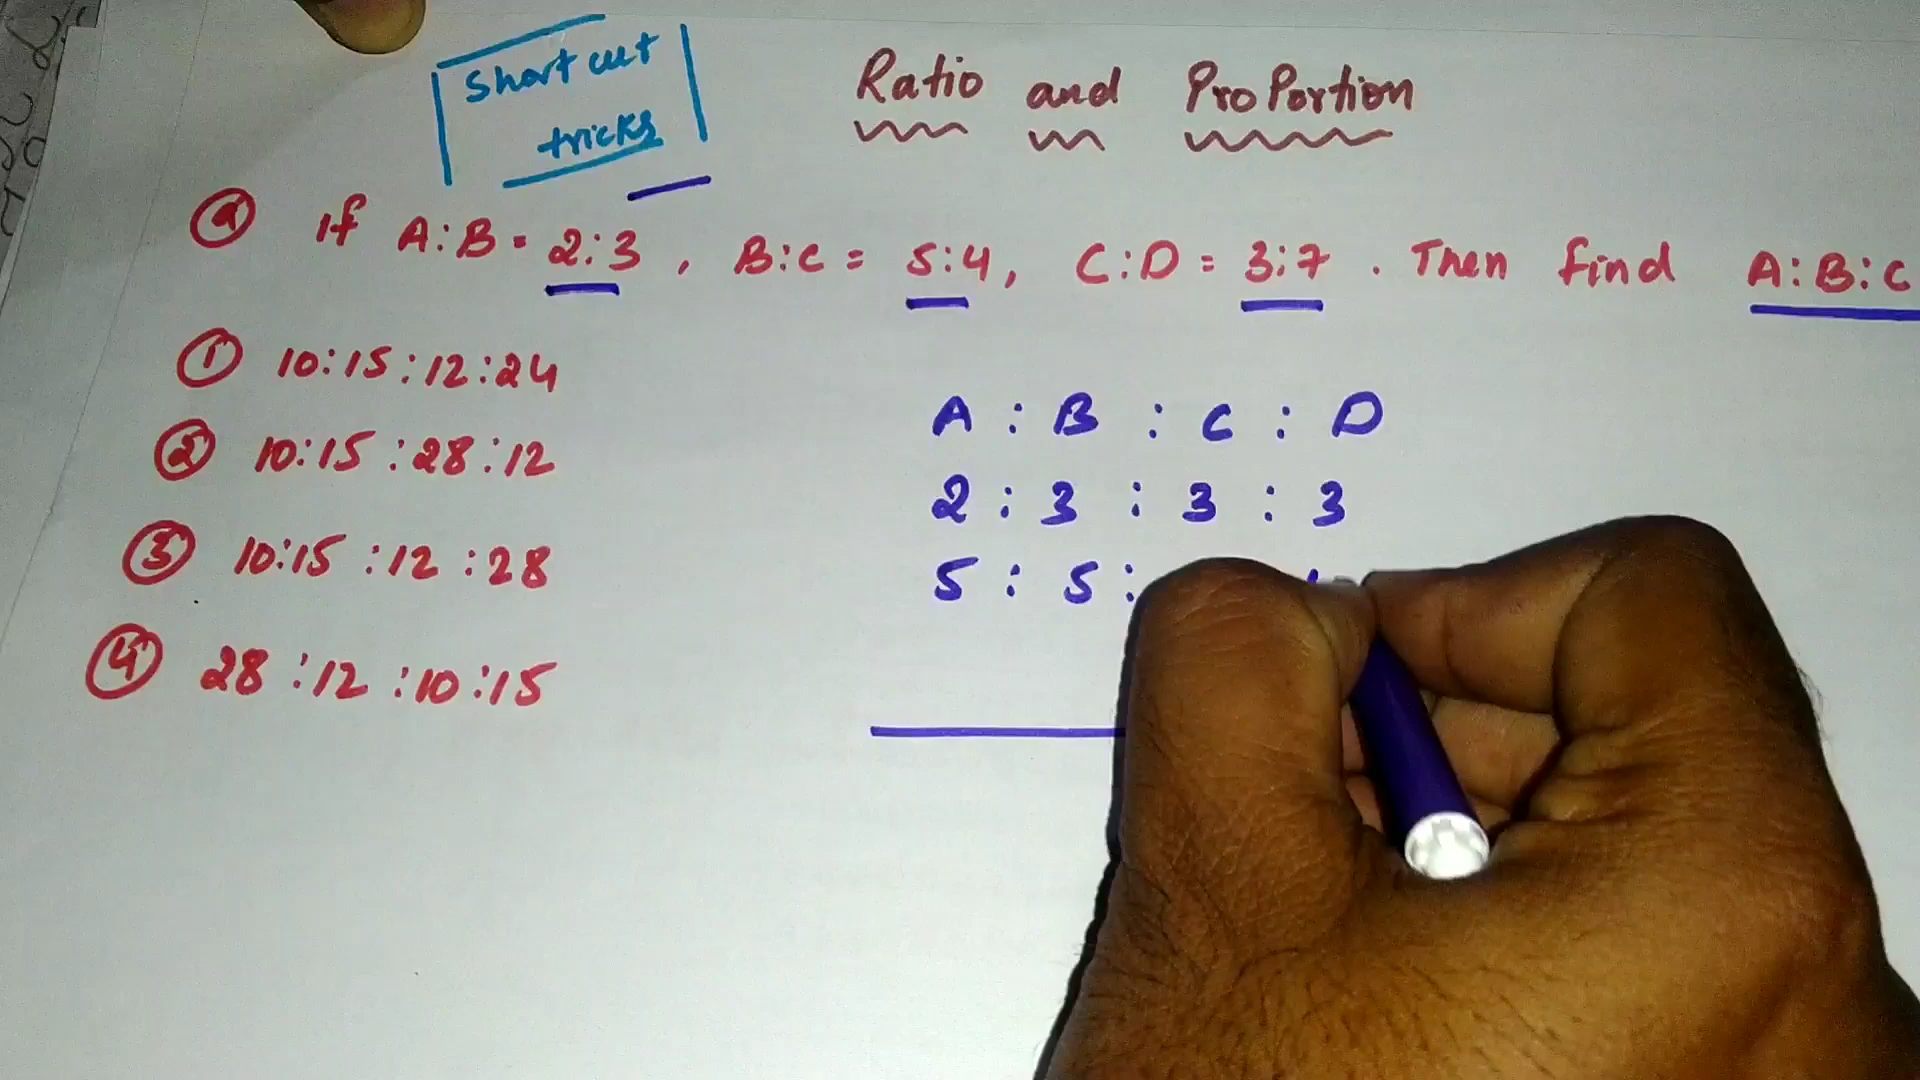 Short cut
tricks
Ratio and ProPortion
Q If A:B = 2:3 , B:C = 5:4, C:D = 3:7 . Then find A:B:C
① 10:15:12:24
② 10:15:28:12
③ 10:15:12:28
④ 28:12:10:15
A : B : C : D
2 : 3 : 3 : 3
5 : 5 :